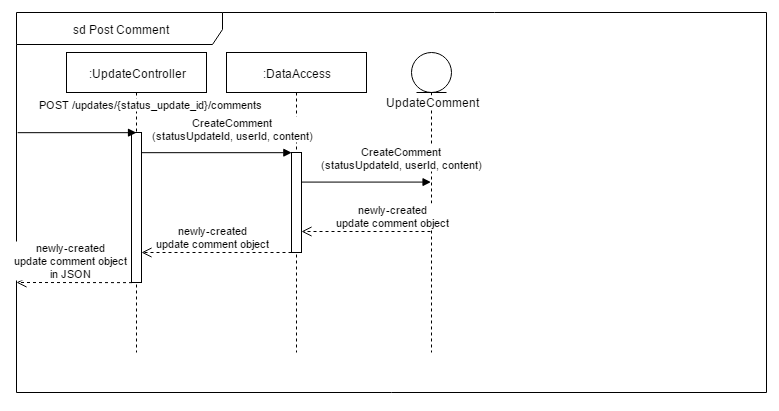 sd Post Comment
:UpdateController
:DataAccess
UpdateComment
POST /updates/{status_update_id}/comments
CreateComment
(statusUpdateId, userId, content)
CreateComment
(statusUpdateId, userId, content)
newly-created
update comment object
newly-created
update comment object
newly-created
update comment object
in JSON